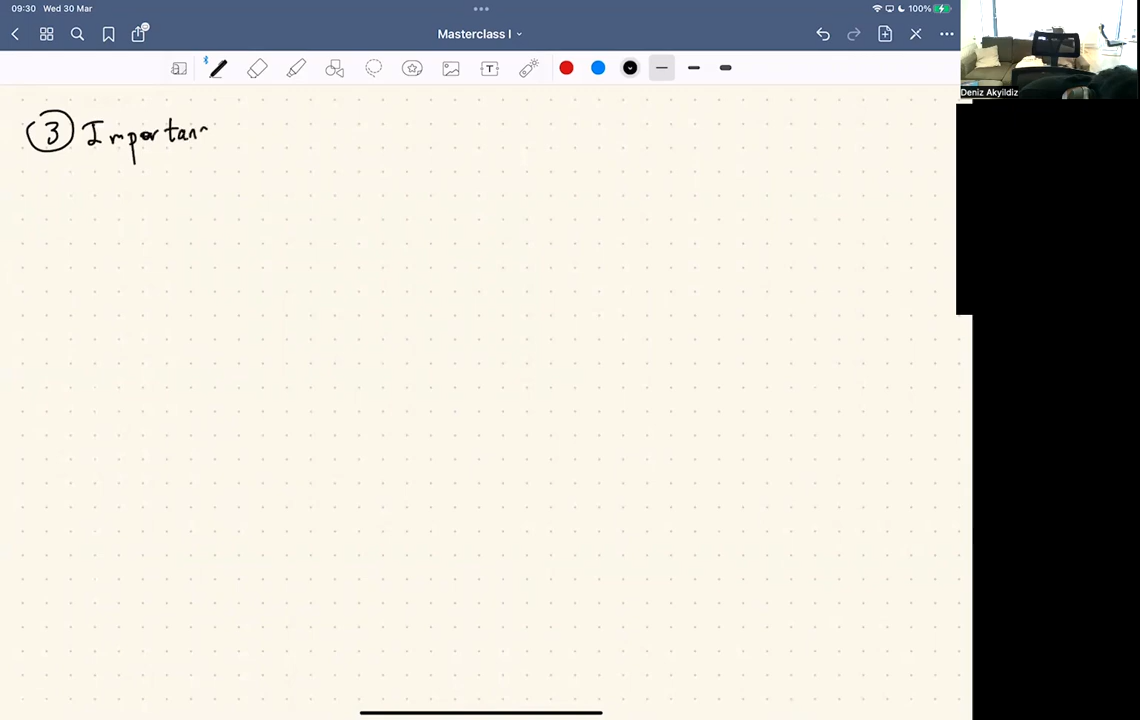 09:30 Wed 30 Mar
100%
Masterclass I
T
Deniz Akyildiz
3 Importan